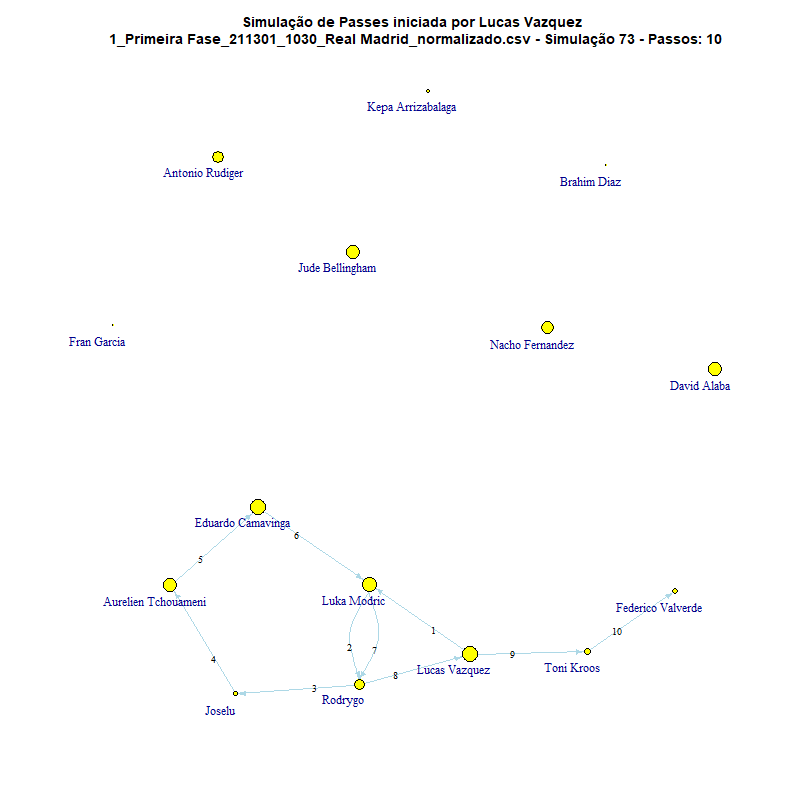 Simulação de Passes iniciada por Lucas Vazquez
1_Primeira Fase_211301_1030_Real Madrid_normalizado.csv - Simulação 73 - Passos: 10
Kepa Arrizabalaga
Antonio Rudiger
Brahim Diaz
Jude Bellingham
Fran Garcia
Nacho Fernandez
David Alaba
Eduardo Camavinga
6
5
Aurelien Tchouameni
Luka Modric
Federico Valverde
1
10
2
7
9
4
Lucas Vazquez
Toni Kroos
8
3
Rodrygo
Joselu